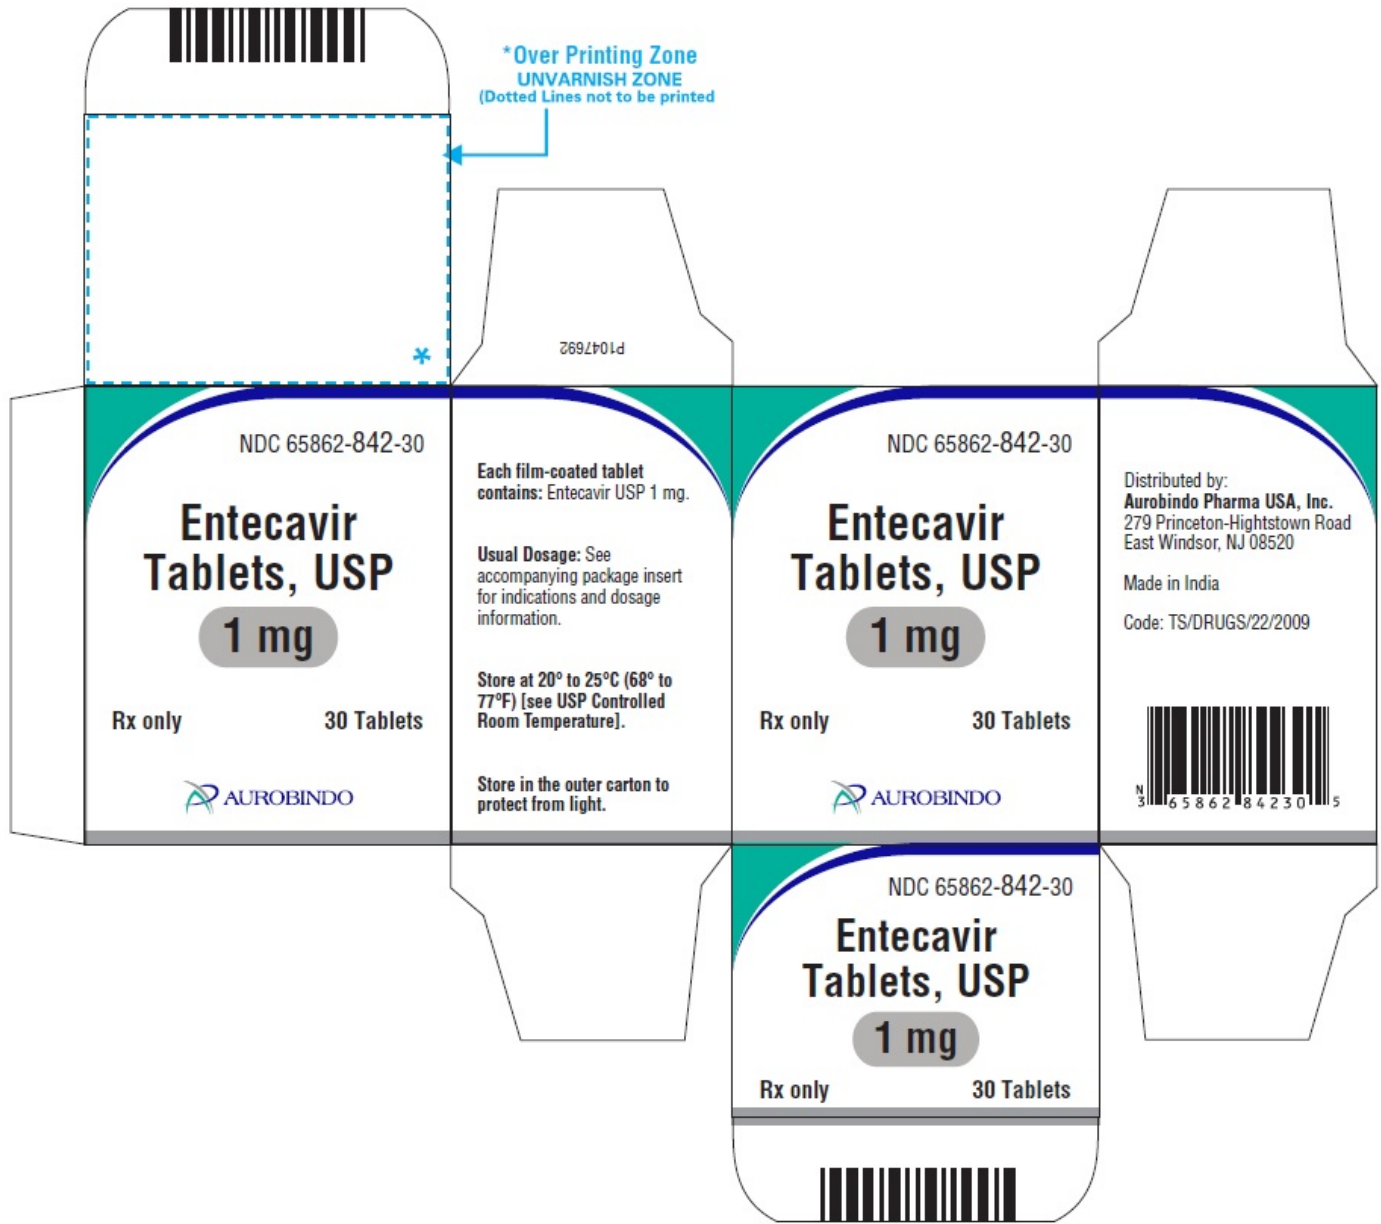 *Over Printing Zone
UNVARNISH ZONE
(Dotted Lines not to be printed
*
P1047692
NDC 65862-842-30
Entecavir
Tablets, USP
1 mg
Rx only 30 Tablets
AUROBINDO
Each film-coated tablet
contains: Entecavir USP 1 mg.
Usual Dosage: See
accompanying package insert
for indications and dosage
information.
Store at 20° to 25°C (68° to
77°F) [see USP Controlled
Room Temperature].
Store in the outer carton to
protect from light.
NDC 65862-842-30
Entecavir
Tablets, USP
1 mg
Rx only 30 Tablets
AUROBINDO
Distributed by:
Aurobindo Pharma USA, Inc.
279 Princeton-Hightstown Road
East Windsor, NJ 08520
Made in India
Code: TS/DRUGS/22/2009
N
3 65862 84230 5
NDC 65862-842-30
Entecavir
Tablets, USP
1 mg
Rx only 30 Tablets